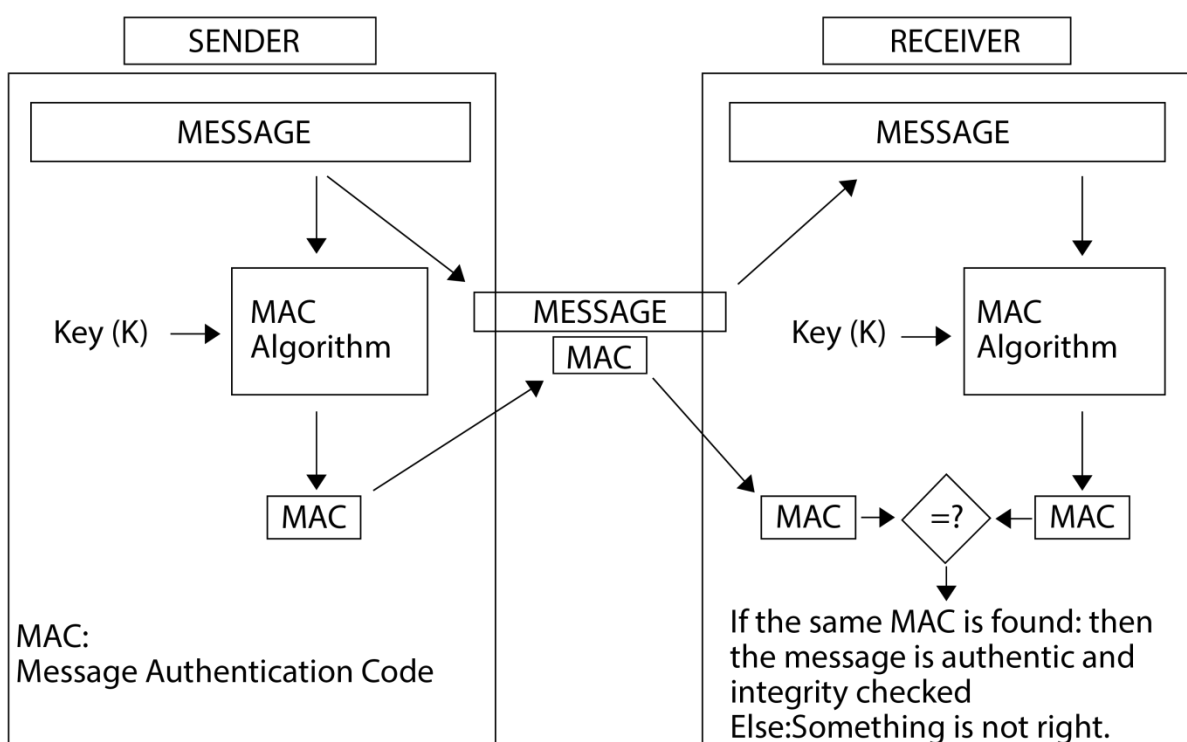 SENDER
RECEIVER
MESSAGE
MESSAGE
Key (K)
MAC
Algorithm
MESSAGE
MAC
Key (K)
MAC
Algorithm
MAC
MAC
=?
MAC
MAC:
Message Authentication Code
If the same MAC is found: then
the message is authentic and
integrity checked
Else:Something is not right.